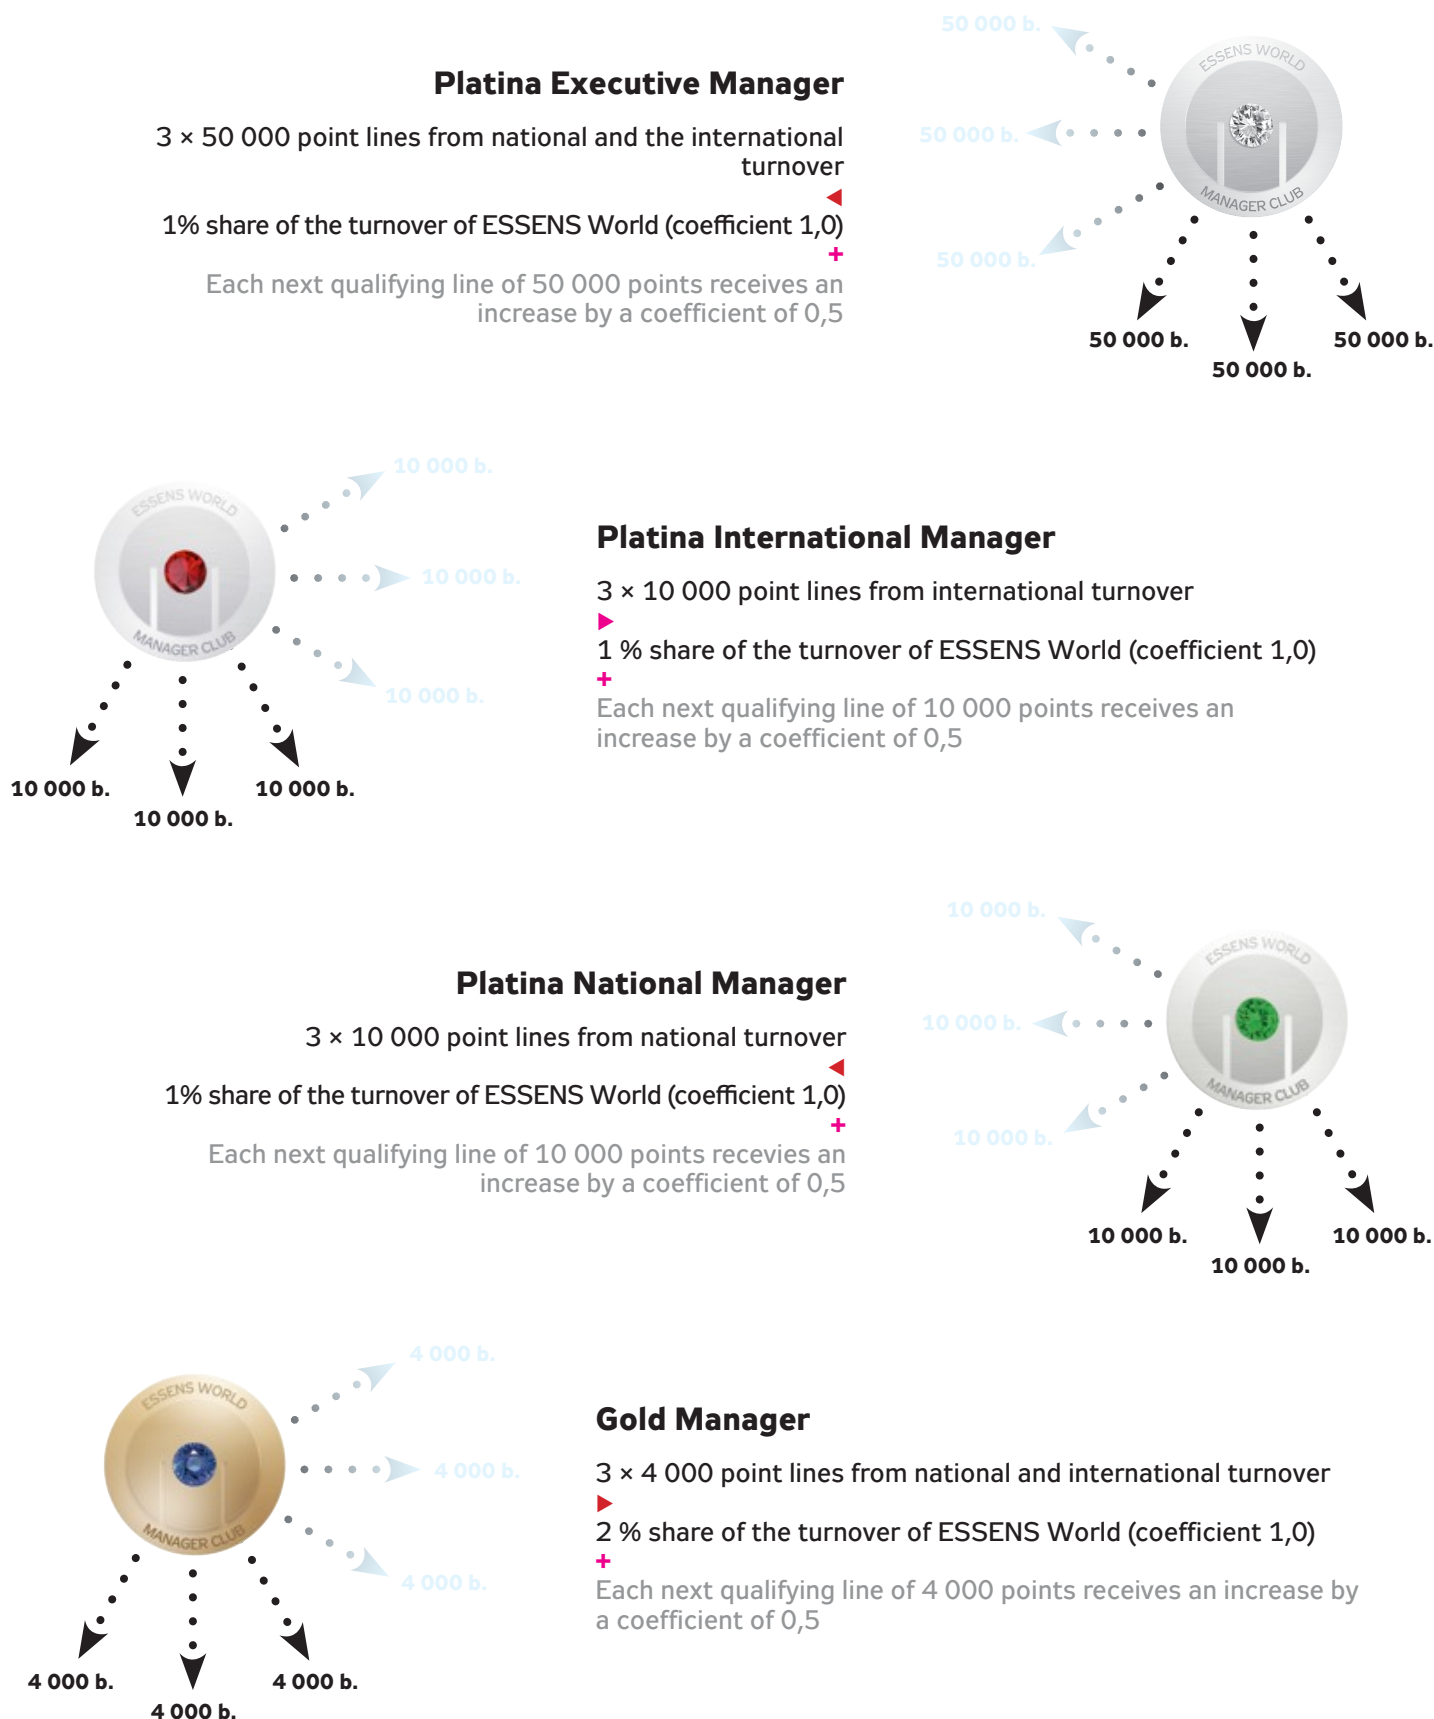 50 000 b.
ESSENS WORLD
Platina Executive Manager
3 × 50 000 point lines from national and the international
turnover
50 000 b.
MANAGER CLUB
1% share of the turnover of ESSENS World (coefficient 1,0)
+
50 000 b.
Each next qualifying line of 50 000 points receives an
increase by a coefficient of 0,5
50 000 b.
50 000 b.
50 000 b.
10 000 b.
ESSENS WORLD
Platina International Manager
10 000 b.
3 × 10 000 point lines from international turnover
MANAGER CLUB
1 % share of the turnover of ESSENS World (coefficient 1,0)
+
10 000 b.
Each next qualifying line of 10 000 points receives an
increase by a coefficient of 0,5
10 000 b.
10 000 b.
10 000 b.
10 000 b.
ESSENS WORLD
Platina National Manager
10 000 b.
3 × 10 000 point lines from national turnover
MANAGER CLUB
1% share of the turnover of ESSENS World (coefficient 1,0)
+
10 000 b.
Each next qualifying line of 10 000 points recevies an
increase by a coefficient of 0,5
10 000 b.
10 000 b.
10 000 b.
4 000 b.
ESSENS WORLD
Gold Manager
4 000 b.
3 × 4 000 point lines from national and international turnover
MANAGER CLUB
2 % share of the turnover of ESSENS World (coefficient 1,0)
+
4 000 b.
Each next qualifying line of 4 000 points receives an increase by
a coefficient of 0,5
4 000 b.
4 000 b.
4 000 b.